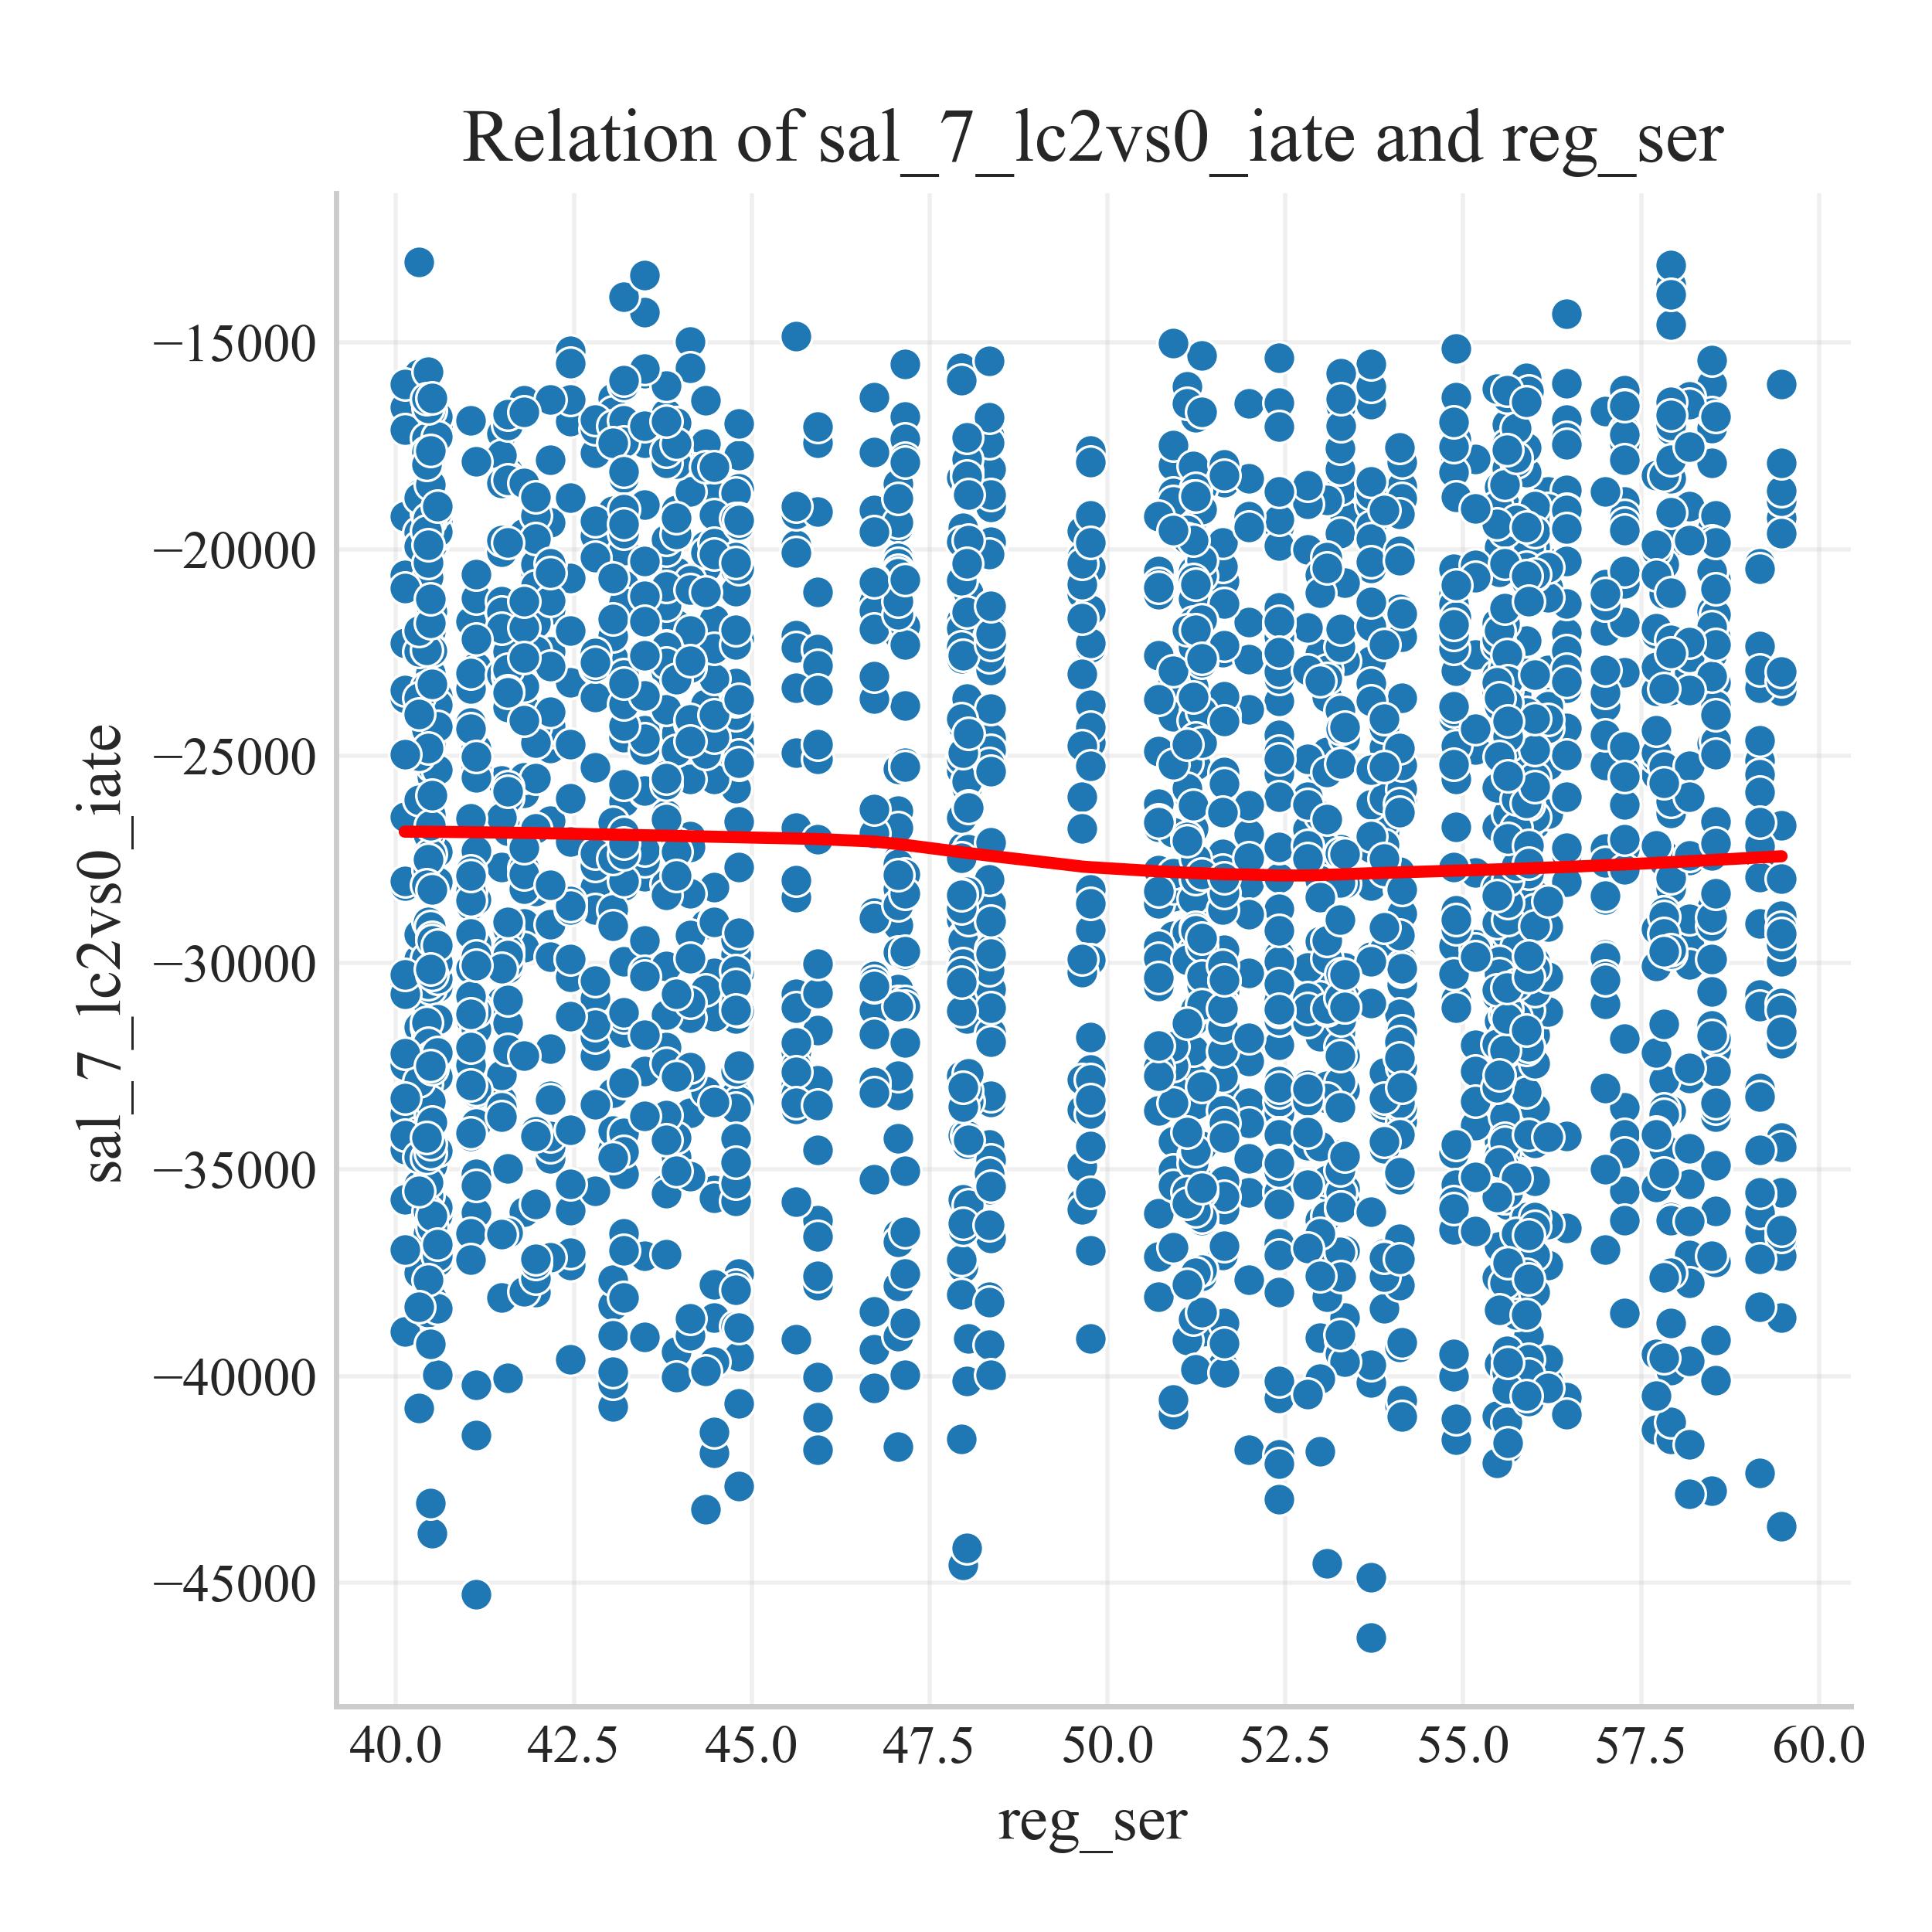 Relation of sal_7_lc2vs0_iate and reg_ser
sal_7_lc2vs0_iate
−15000
−20000
−25000
−30000
−35000
−40000
−45000
40.0 42.5 45.0 47.5 50.0 52.5 55.0 57.5 60.0
reg_ser